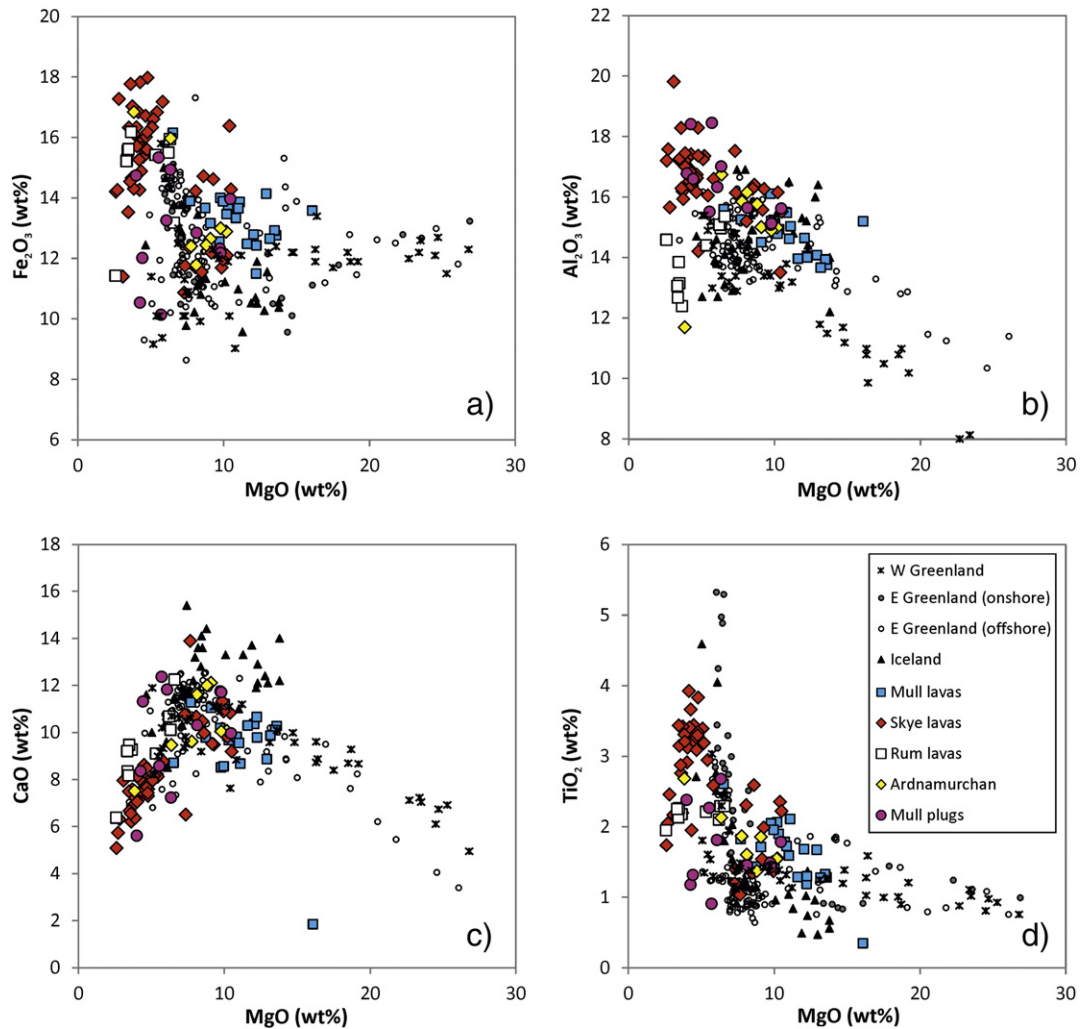 20
18
16
14
12
10
8
6
0
10
20
30
Fe₂O₃ (wt%)
MgO (wt%)
a)
22
20
18
16
14
12
10
8
0
10
20
30
Al₂O₃ (wt%)
MgO (wt%)
b)
18
16
14
12
10
8
6
4
2
0
0
10
20
30
CaO (wt%)
MgO (wt%)
c)
6
5
4
3
2
1
0
0
10
20
30
TiO₂ (wt%)
MgO (wt%)
W Greenland
E Greenland (onshore)
E Greenland (offshore)
Iceland
Mull lavas
Skye lavas
Rum lavas
Ardnamurchan
Mull plugs
d)